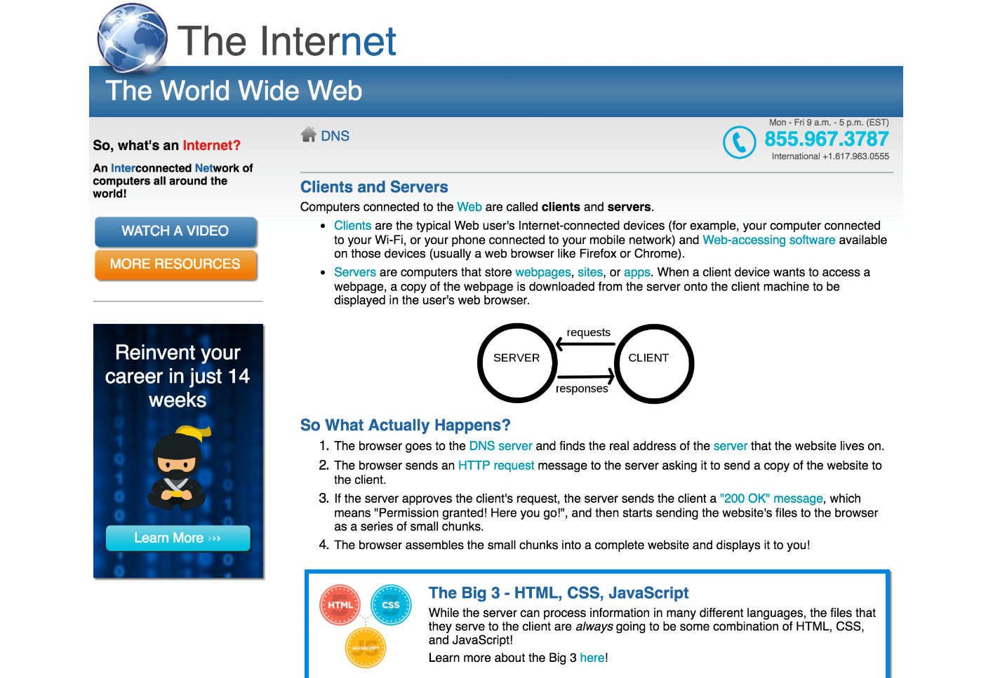 The Internet
The World Wide Web
So, what's an Internet?
An Interconnected Network of
computers all around the
world!
WATCH A VIDEO
MORE RESOURCES
Reinvent your
career in just 14
weeks
Learn More ›››
DNS
Mon - Fri 9 a.m. - 5 p.m. (EST)
855.967.3787
International +1.617.963.0555
Clients and Servers
Computers connected to the Web are called clients and servers.
• Clients are the typical Web user's Internet-connected devices (for example, your computer connected
to your Wi-Fi, or your phone connected to your mobile network) and Web-accessing software available
on those devices (usually a web browser like Firefox or Chrome).
• Servers are computers that store webpages, sites, or apps. When a client device wants to access a
webpage, a copy of the webpage is downloaded from the server onto the client machine to be
displayed in the user's web browser.
requests
SERVER
CLIENT
responses
So What Actually Happens?
1. The browser goes to the DNS server and finds the real address of the server that the website lives on.
2. The browser sends an HTTP request message to the server asking it to send a copy of the website to
the client.
3. If the server approves the client's request, the server sends the client a "200 OK" message, which
means "Permission granted! Here you go!", and then starts sending the website's files to the browser
as a series of small chunks.
4. The browser assembles the small chunks into a complete website and displays it to you!
HTML
CSS
JAVASCRIPT
The Big 3 - HTML, CSS, JavaScript
While the server can process information in many different languages, the files that
they serve to the client are always going to be some combination of HTML, CSS,
and JavaScript!
Learn more about the Big 3 here!